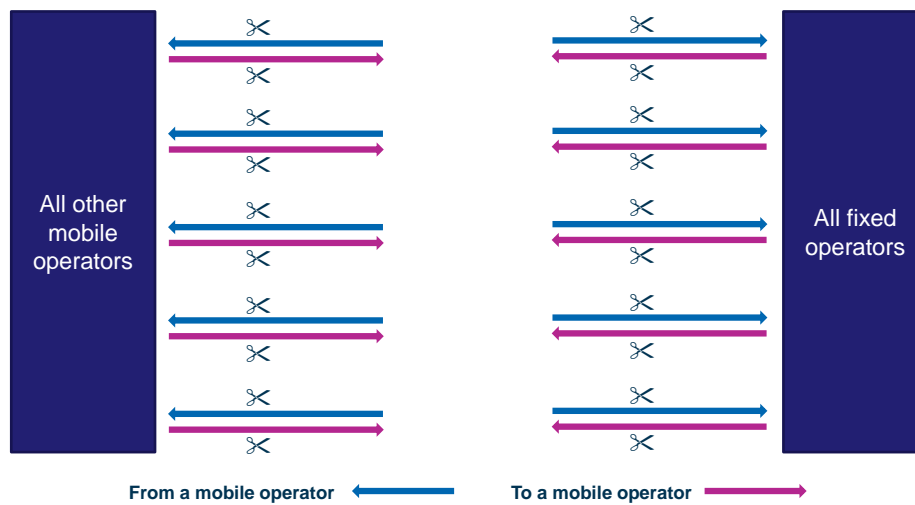 All other
mobile
operators
All fixed
operators
From a mobile operator
To a mobile operator